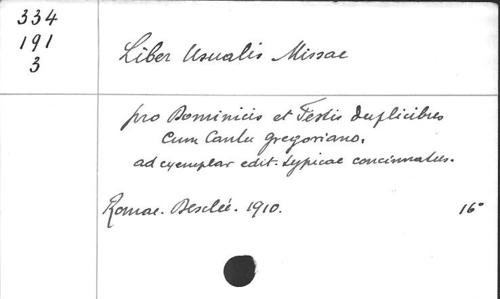 334
191
3
Liber Usualis Missae
pro Dominicis et Festis duplicibus
cum Cantu gregoriano.
ad exemplar edit. typicae concinnatus.
Romae. Desclée. 1910. 16°